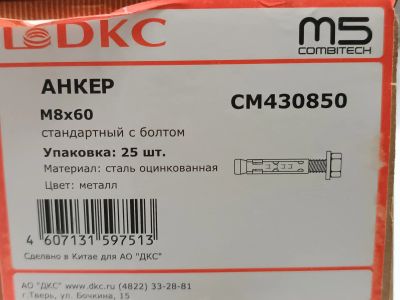 DKC
M5
COMBITECH
АНКЕР
M8x60
CM430850
стандартный с болтом
Упаковка: 25 шт.
Материал: сталь оцинкованная
Цвет: металл
4 607131 597513
Сделано в Китае для АО "ДКС"
АО "ДКС" www.dkc.ru (4822) 33-28-81
г.Тверь, ул. Бочкина, 15